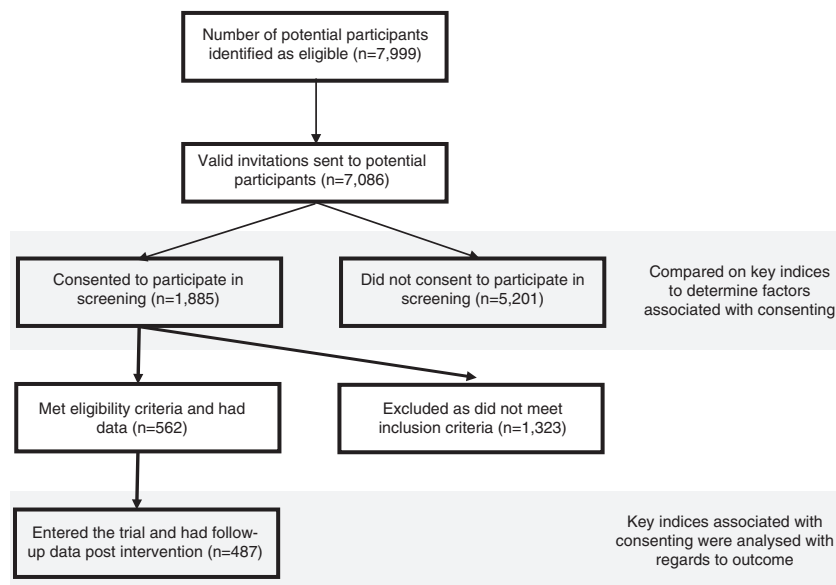 Number of potential participants
identified as eligible (n=7,999)
Valid invitations sent to potential
participants (n=7,086)
Consented to participate in
screening (n=1,885)
Did not consent to participate in
screening (n=5,201)
Compared on key indices
to determine factors
associated with consenting
Met eligibility criteria and had
data (n=562)
Excluded as did not meet
inclusion criteria (n=1,323)
Entered the trial and had follow-
up data post intervention (n=487)
Key indices associated with
consenting were analysed with
regards to outcome